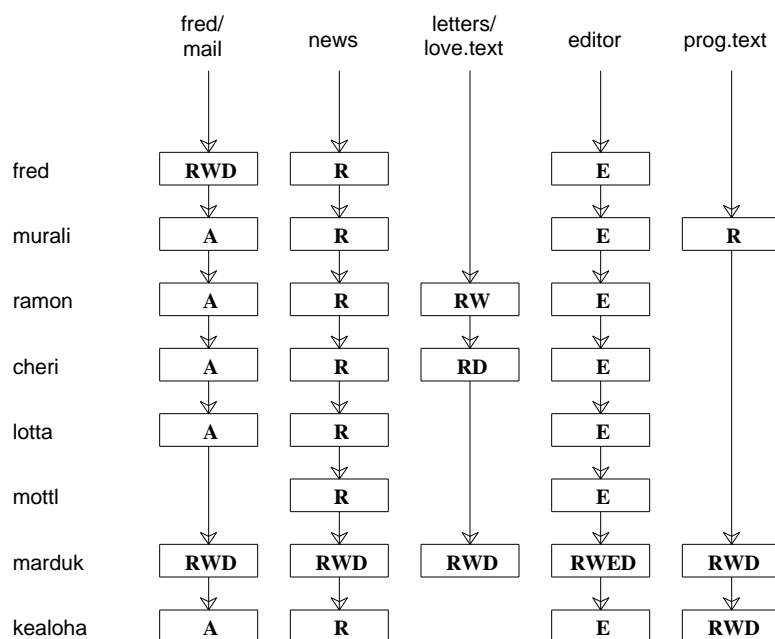 fred/
mail
news
letters/
love.text
editor
prog.text
fred RWD R E
murali A R E R
ramon A R RW E
cheri A R RD E
lotta A R E
mottl R E
marduk RWD RWD RWD RWED RWD
kealoha A R E RWD